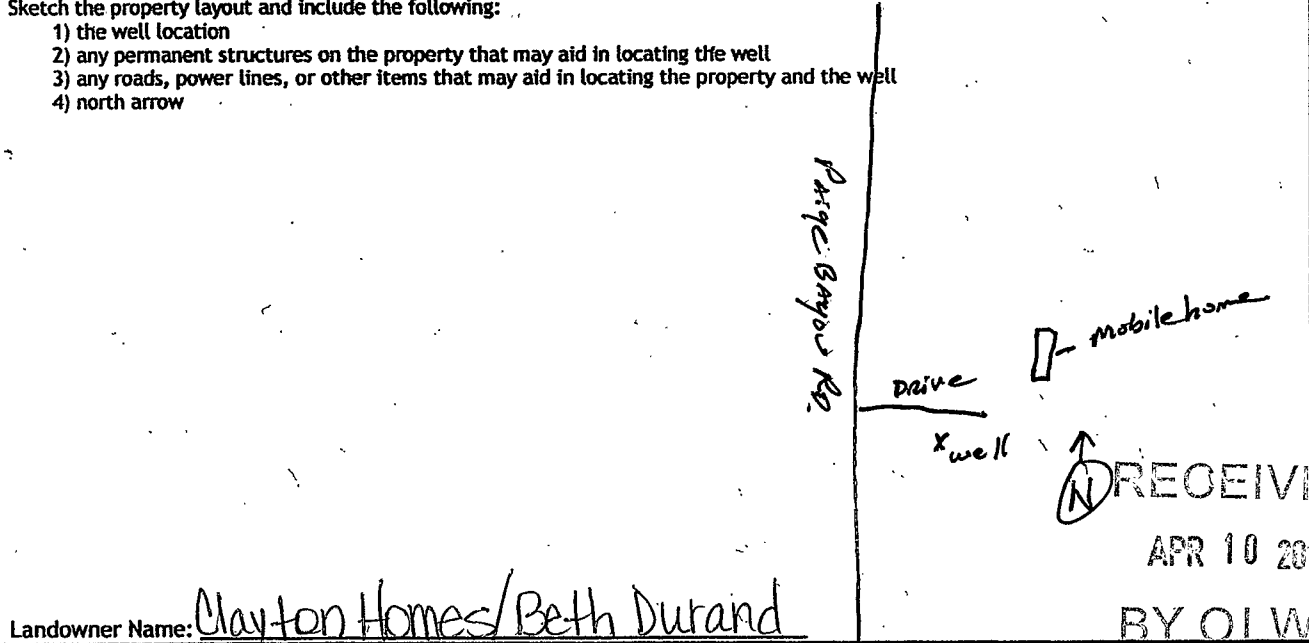 Sketch the property layout and include the following:
1) the well location
2) any permanent structures on the property that may aid in locating the well
3) any roads, power lines, or other items that may aid in locating the property and the well
4) north arrow
Paige Bayou Rd.
mobile home
Drive
x well
N
RECEIV
APR 10 20
BY OLW
Landowner Name: Clayton Homes/Beth Durand